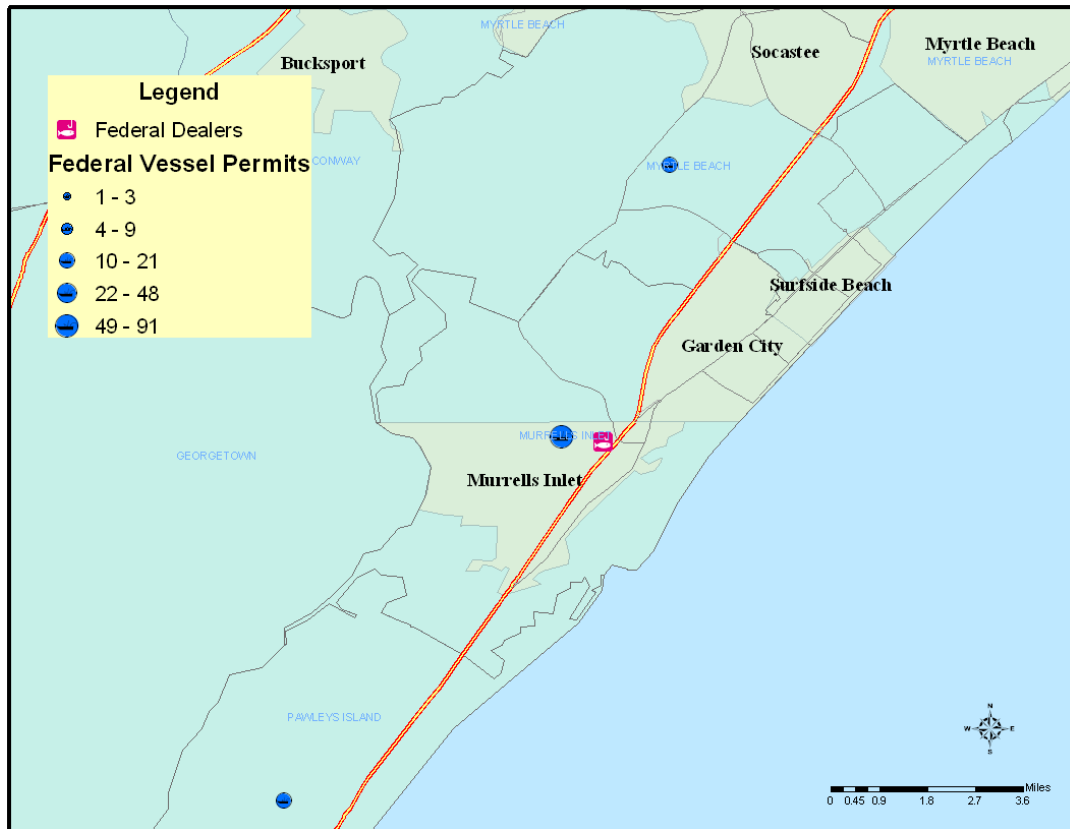 MYRTLE BEACH
Bucksport
Socastee
Myrtle Beach
MYRTLE BEACH
Legend
Federal Dealers
Federal Vessel Permits
1 - 3
4 - 9
10 - 21
22 - 48
49 - 91
CONWAY
MYRTLE BEACH
Surfside Beach
Garden City
MURRELLS INLET
GEORGETOWN
Murrells Inlet
PAWLEYS ISLAND
N
W
E
S
Miles
0 0.45 0.9 1.8 2.7 3.6